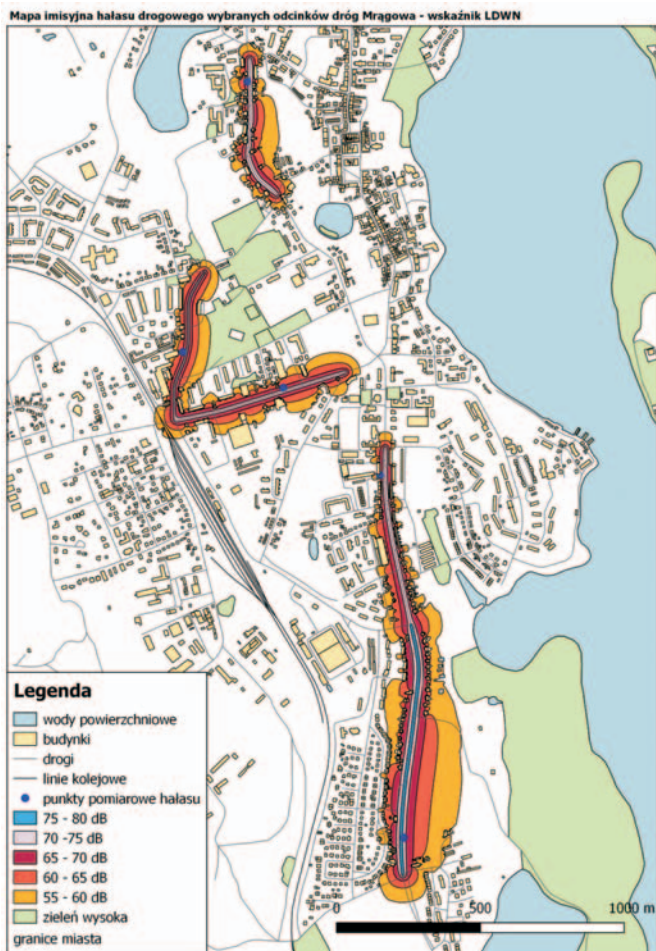 Mapa imisyjna hałasu drogowego wybranych odcinków dróg Mrągowa - wskaźnik LDWN
Legenda
wody powierzchniowe
budynki
drogi
linie kolejowe
punkty pomiarowe hałasu
75 - 80 dB
70 -75 dB
65 - 70 dB
60 - 65 dB
55 - 60 dB
zieleń wysoka
granice miasta
0 500 1000 m